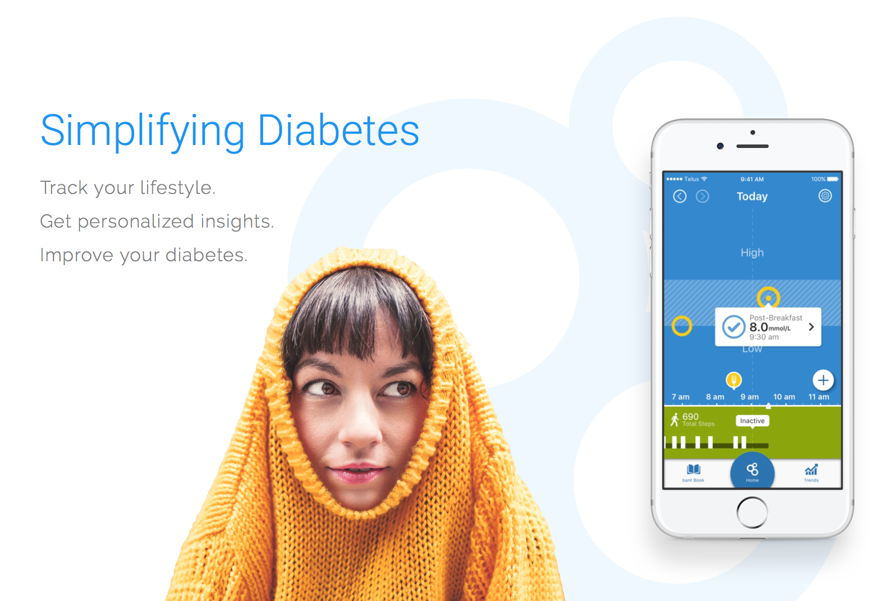 Simplifying Diabetes
Track your lifestyle.
Get personalized insights.
Improve your diabetes.
Telus
9:41 AM
100%
Today
High
Post-Breakfast
8.0mmol/L
9:30 am
Low
7 am 8 am 9 am 10 am 11 am
690
Total Steps
Inactive
Home
Trends